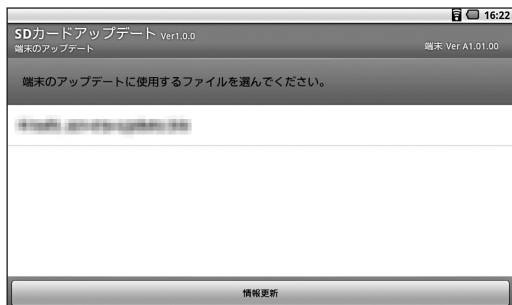 16:22
SDカードアップデート Ver1.0.0
端末のアップデート
端末 Ver A1.01.00
端末のアップデートに使用するファイルを選んでください。
情報更新